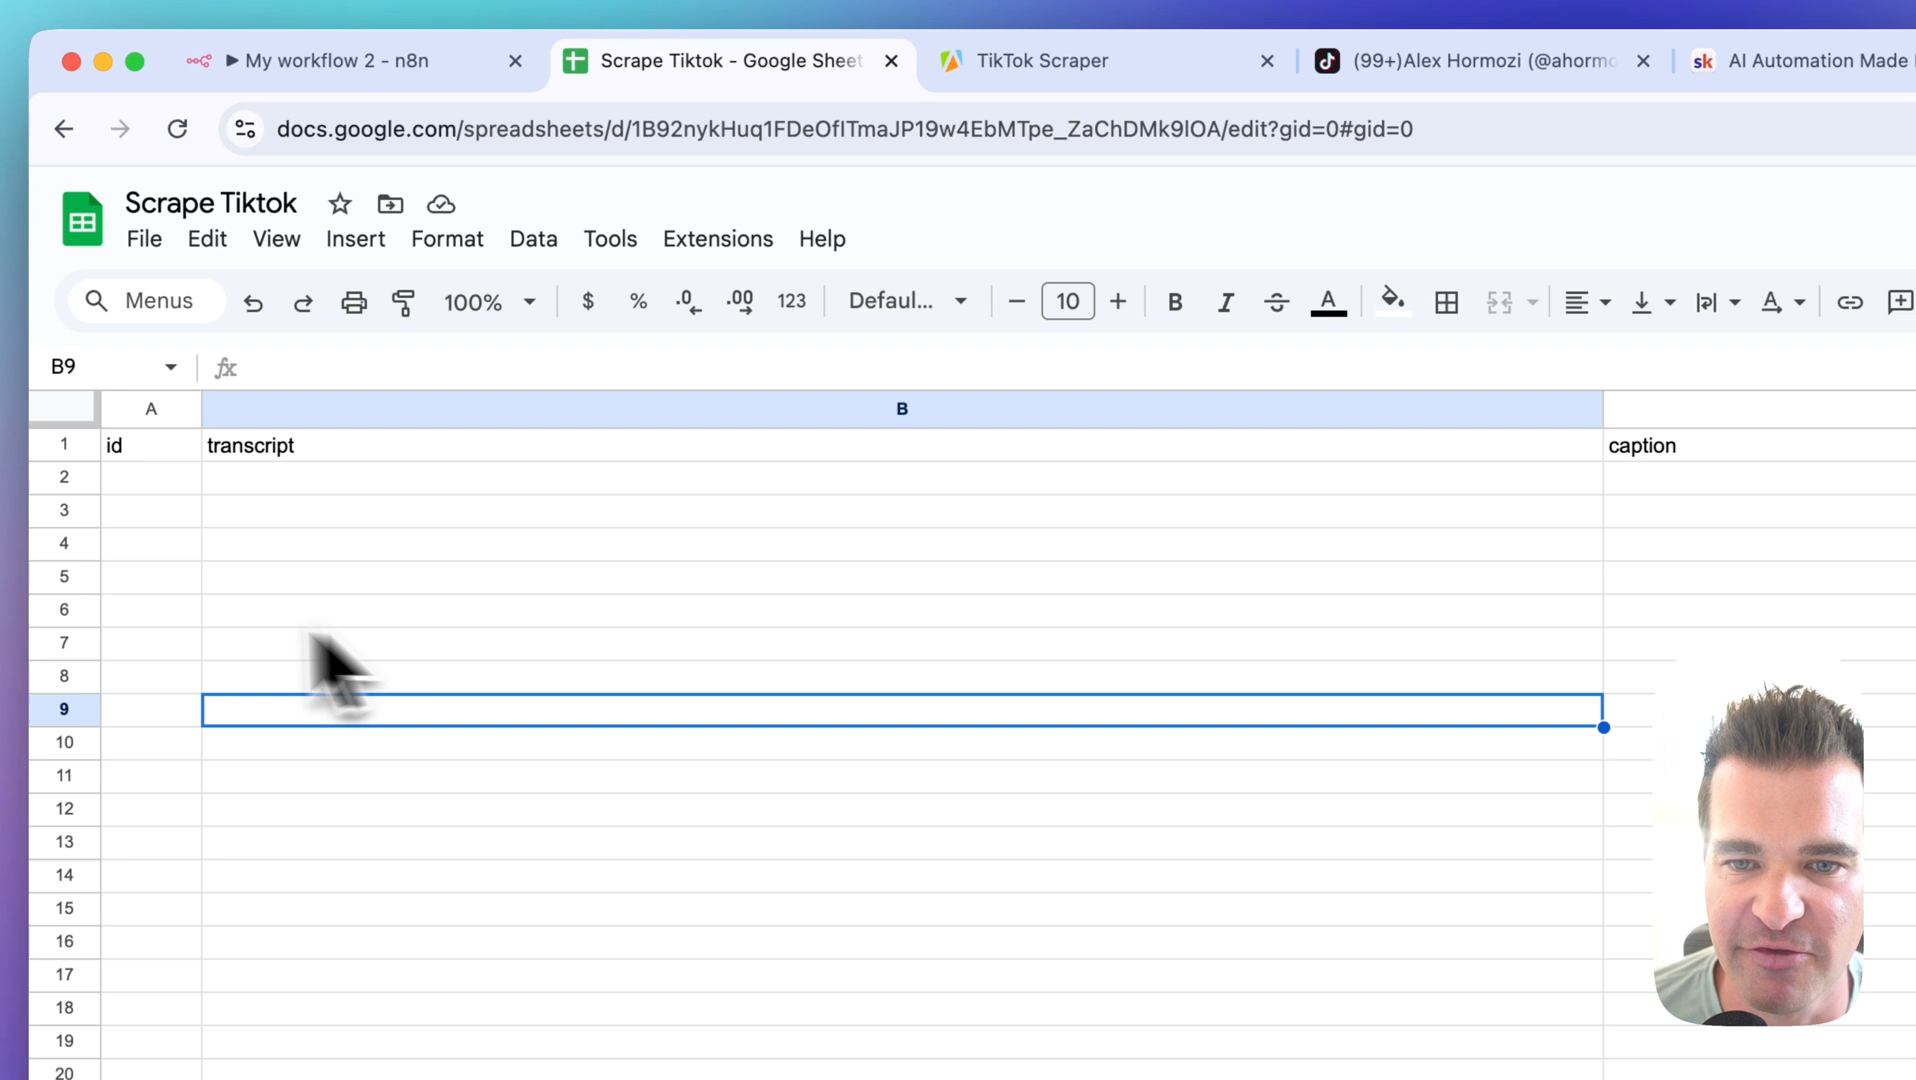 My workflow 2 - n8n
Scrape Tiktok - Google Sheet
TikTok Scraper
(99+)Alex Hormozi (@ahormo
sk
AI Automation Made
docs.google.com/spreadsheets/d/1B92nykHuq1FDeOfITmaJP19w4EbMTpe_ZaChDMk9lOA/edit?gid=0#gid=0
Scrape Tiktok
File Edit View Insert Format Data Tools Extensions Help
Menus 100% $ % .0 .00 123 Defaul... 10 B I A
B9 fx
A B
1 id transcript caption
2
3
4
5
6
7
8
9
10
11
12
13
14
15
16
17
18
19
20